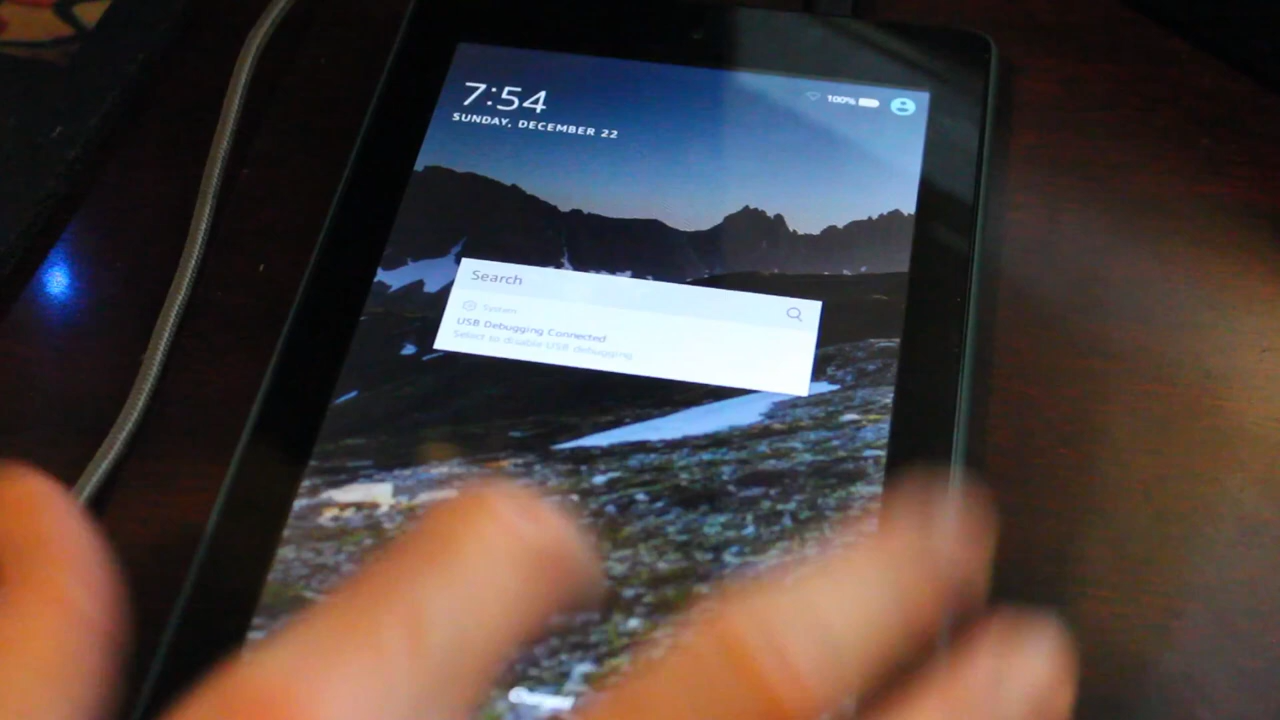 7:54
100%
SUNDAY, DECEMBER 22
Search
System
USB Debugging Connected
Select to disable USB debugging